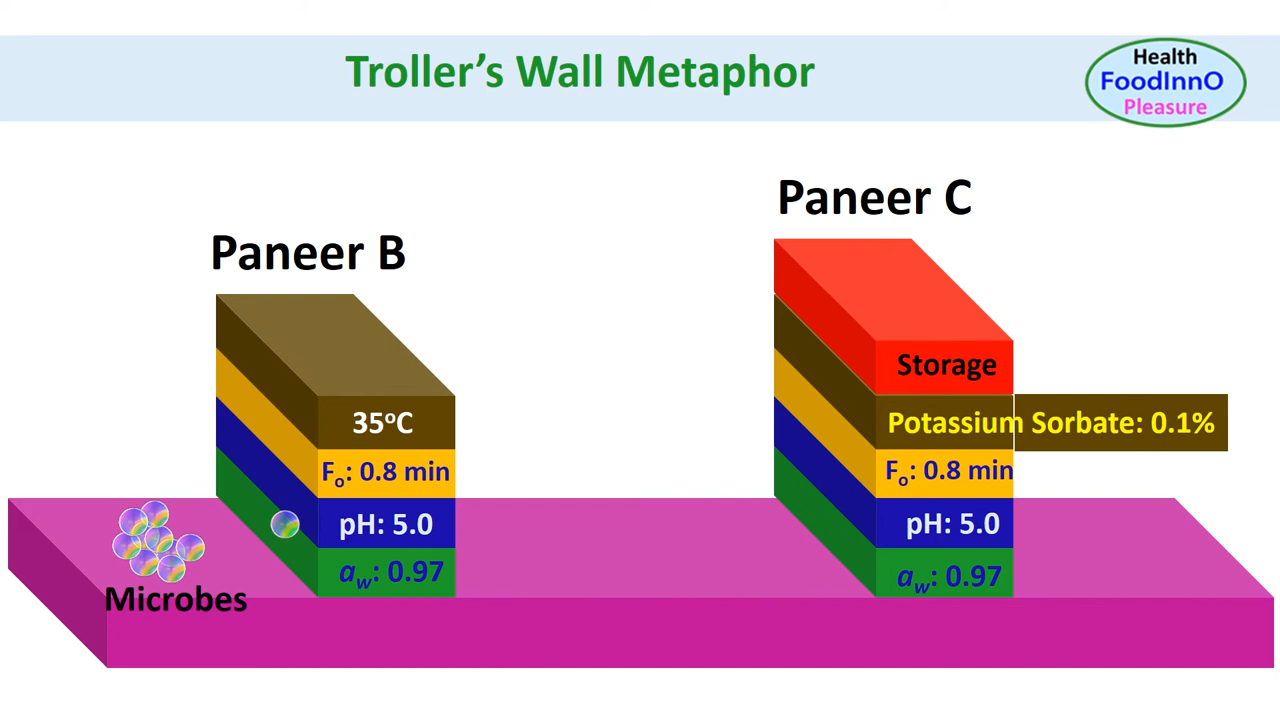 Troller's Wall Metaphor
Health
FoodInnO
Pleasure
Paneer B
35°C
Fo: 0.8 min
pH: 5.0
aw: 0.97
Microbes
Paneer C
Storage
Potassium Sorbate: 0.1%
Fo: 0.8 min
pH: 5.0
aw: 0.97